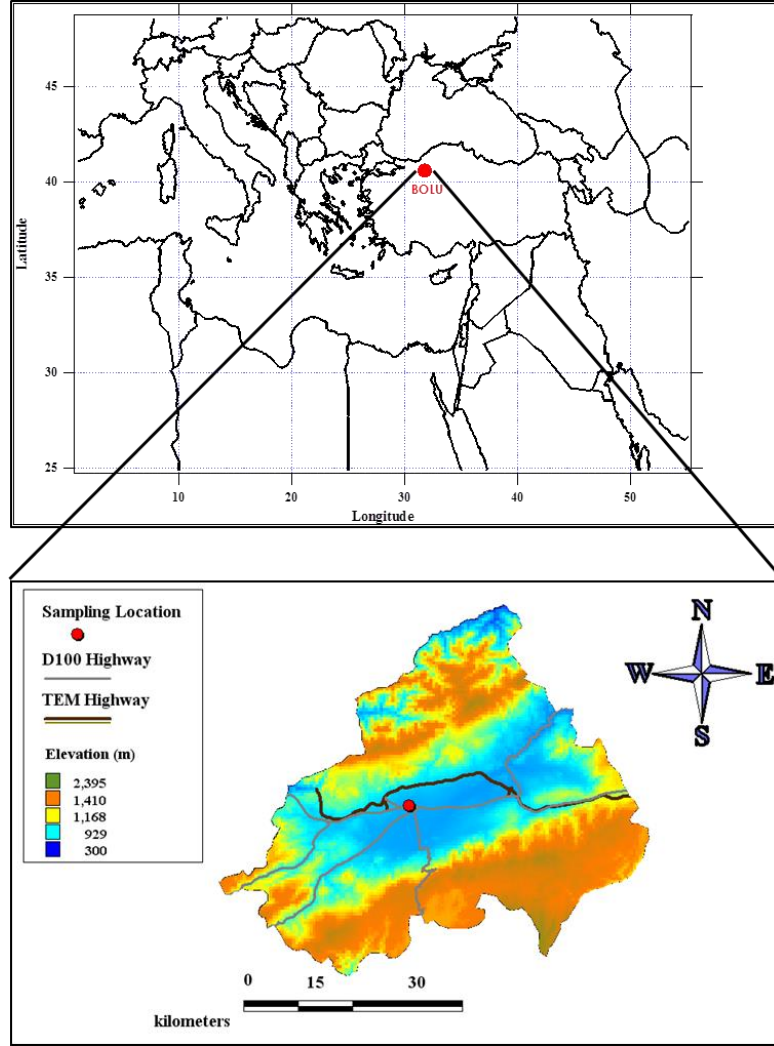 45
40
35
30
25
Latitude
BOLU
10
20
30
40
50
Longitude
Sampling Location
D100 Highway
TEM Highway
Elevation (m)
2,395
1,410
1,168
929
300
N
W
E
S
0 15 30
kilometers